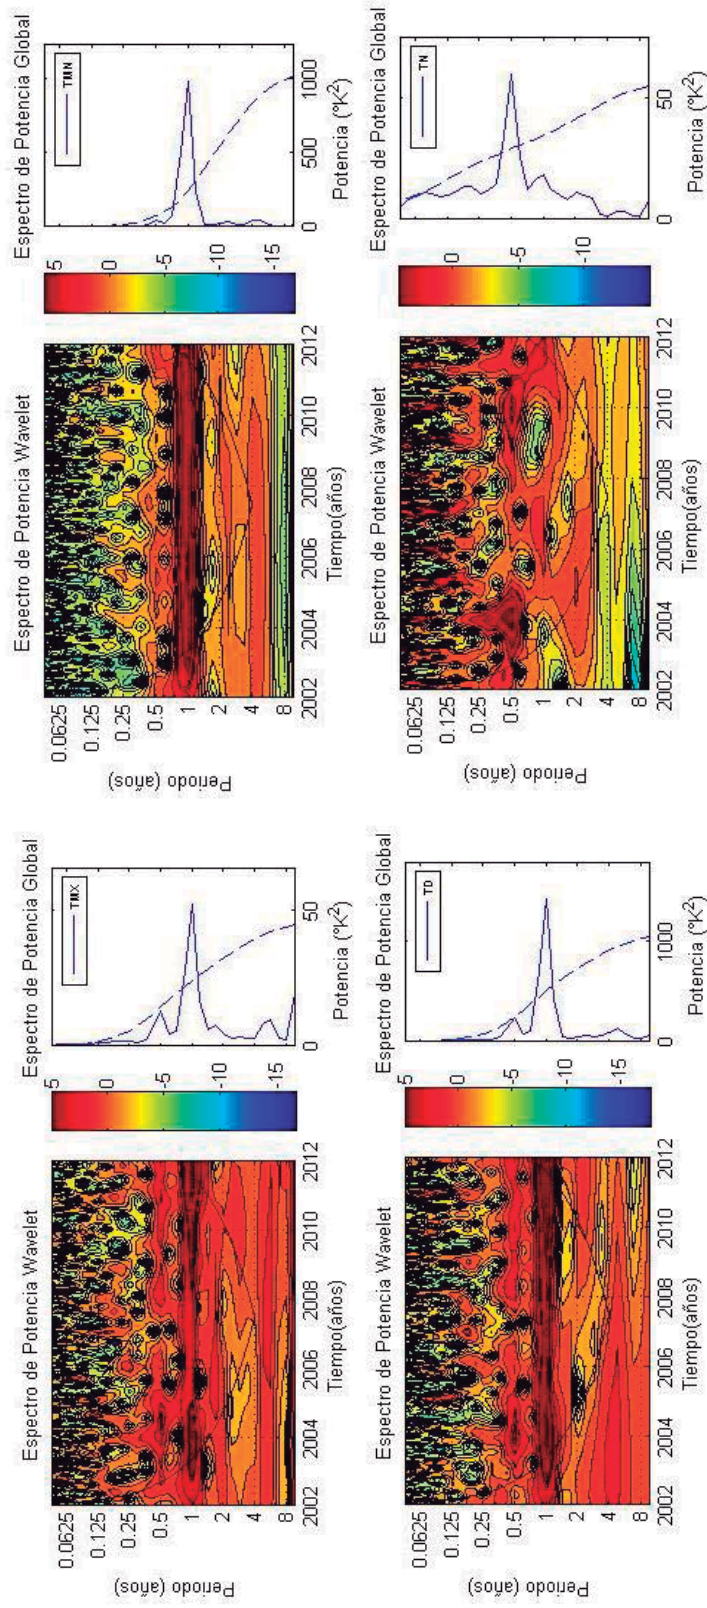 Espectro de Potencia Wavelet
Periodo (años)
0.0625
0.125
0.25
0.5
1
2
4
8
2002 2004 2006 2008 2010 2012
Tiempo(años)
5
0
-5
-10
-15
Espectro de Potencia Global
TMX
0 50
Potencia (°K²)
Espectro de Potencia Wavelet
Periodo (años)
0.0625
0.125
0.25
0.5
1
2
4
8
2002 2004 2006 2008 2010 2012
Tiempo(años)
5
0
-5
-10
-15
Espectro de Potencia Global
TMN
0 500 1000
Potencia (°K²)
Espectro de Potencia Wavelet
Periodo (años)
0.0625
0.125
0.25
0.5
1
2
4
8
2002 2004 2006 2008 2010 2012
Tiempo(años)
5
0
-5
-10
-15
Espectro de Potencia Global
TD
0 1000
Potencia (°K²)
Espectro de Potencia Wavelet
Periodo (años)
0.0625
0.125
0.25
0.5
1
2
4
8
2002 2004 2006 2008 2010 2012
Tiempo(años)
0
-5
-10
Espectro de Potencia Global
TN
0 50
Potencia (°K²)